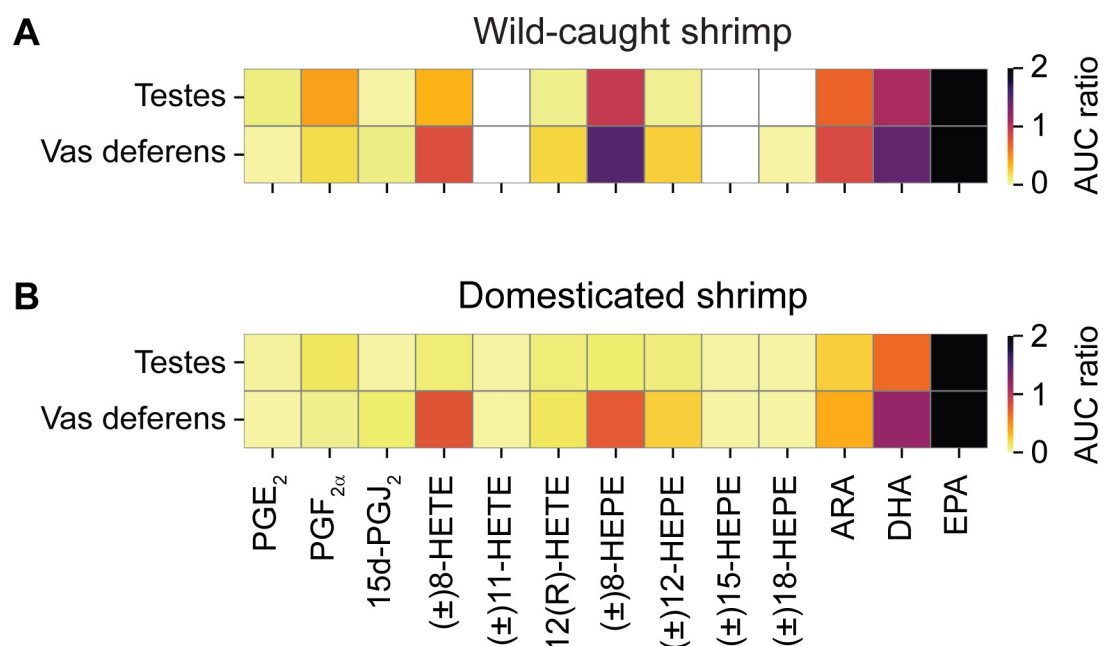 A
Wild-caught shrimp
Testes
Vas deferens
2
1
0
AUC ratio
B
Domesticated shrimp
Testes
Vas deferens
2
1
0
AUC ratio
PGE₂
PGF₂α
15d-PGJ₂
(±)8-HETE
(±)11-HETE
12(R)-HETE
(±)8-HEPE
(±)12-HEPE
(±)15-HEPE
(±)18-HEPE
ARA
DHA
EPA